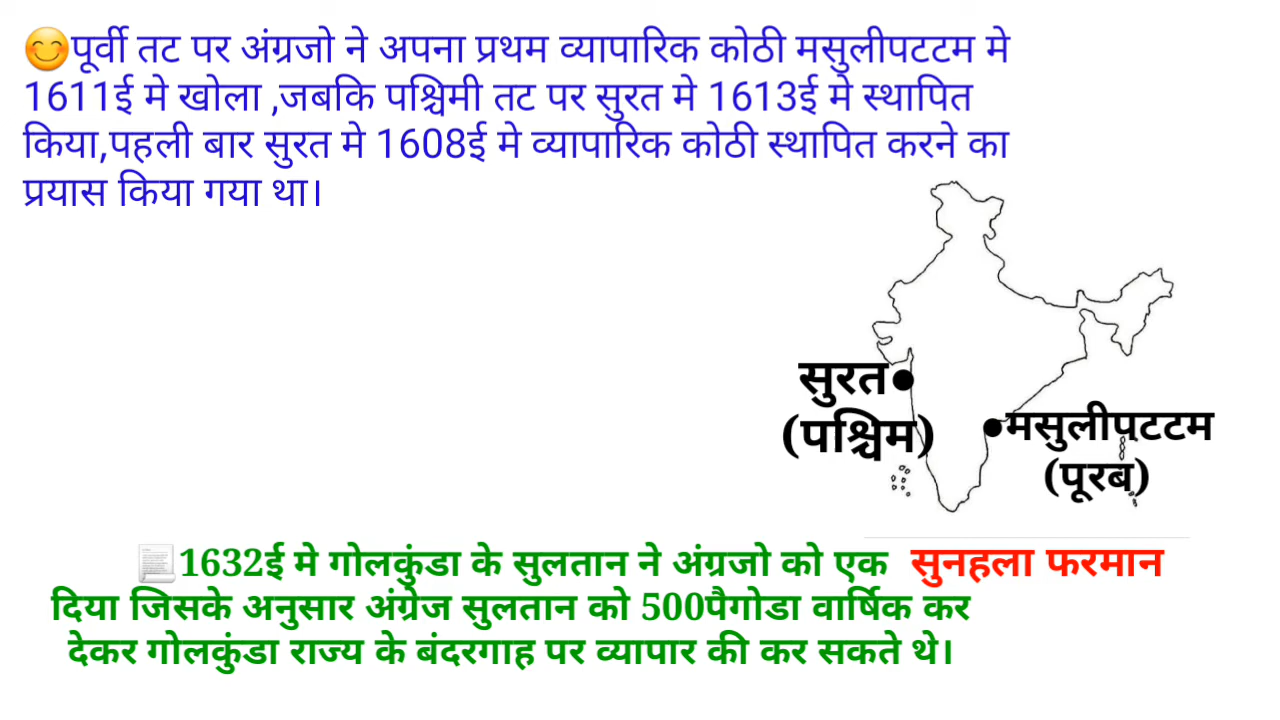 😊पूर्वी तट पर अंग्रजो ने अपना प्रथम व्यापारिक कोठी मसुलीपटटम मे
1611ई मे खोला ,जबकि पश्चिमी तट पर सुरत मे 1613ई मे स्थापित
किया,पहली बार सुरत मे 1608ई मे व्यापारिक कोठी स्थापित करने का
प्रयास किया गया था।
सुरत
(पश्चिम)
मसुलीपटटम
(पूरब)
1632ई मे गोलकुंडा के सुलतान ने अंग्रजो को एक सुनहला फरमान
दिया जिसके अनुसार अंग्रेज सुलतान को 500पैगोडा वार्षिक कर
देकर गोलकुंडा राज्य के बंदरगाह पर व्यापार की कर सकते थे।